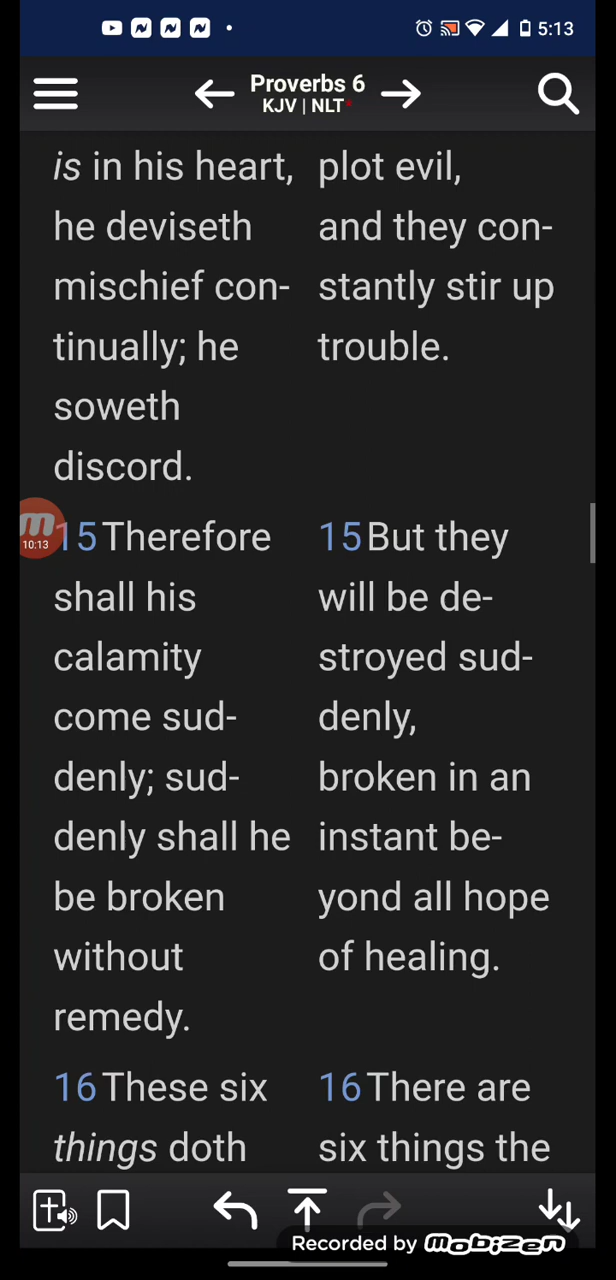 5:13
Proverbs 6
KJV | NLT*
is in his heart,
he deviseth
mischief con-
tinually; he
soweth
discord.
plot evil,
and they con-
stantly stir up
trouble.
10:13
15 Therefore
shall his
calamity
come sud-
denly; sud-
denly shall he
be broken
without
remedy.
15 But they
will be de-
stroyed sud-
denly,
broken in an
instant be-
yond all hope
of healing.
16 These six
things doth
16 There are
six things the
Recorded by mobizen